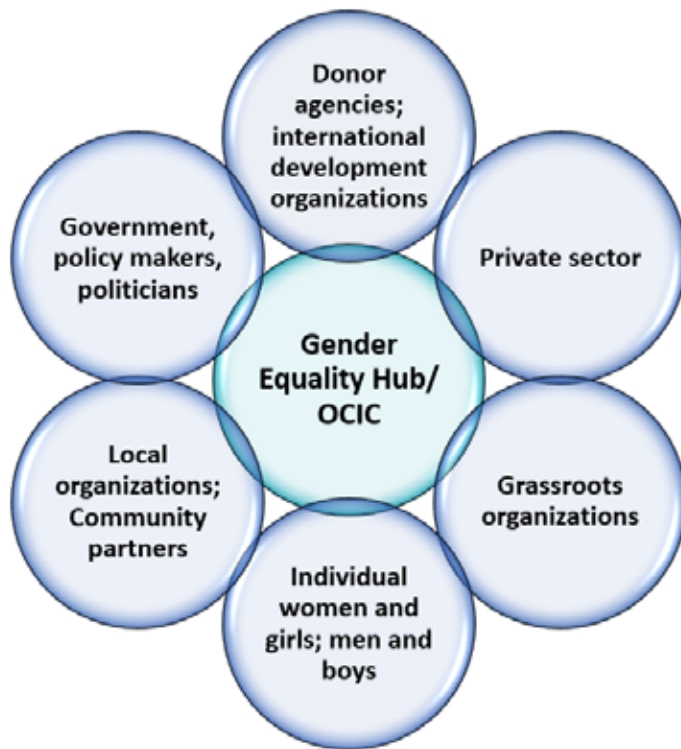 Donor
agencies;
international
development
organizations
Government,
policy makers,
politicians
Private sector
Gender
Equality Hub/
OCIC
Local
organizations;
Community
partners
Grassroots
organizations
Individual
women and
girls; men and
boys